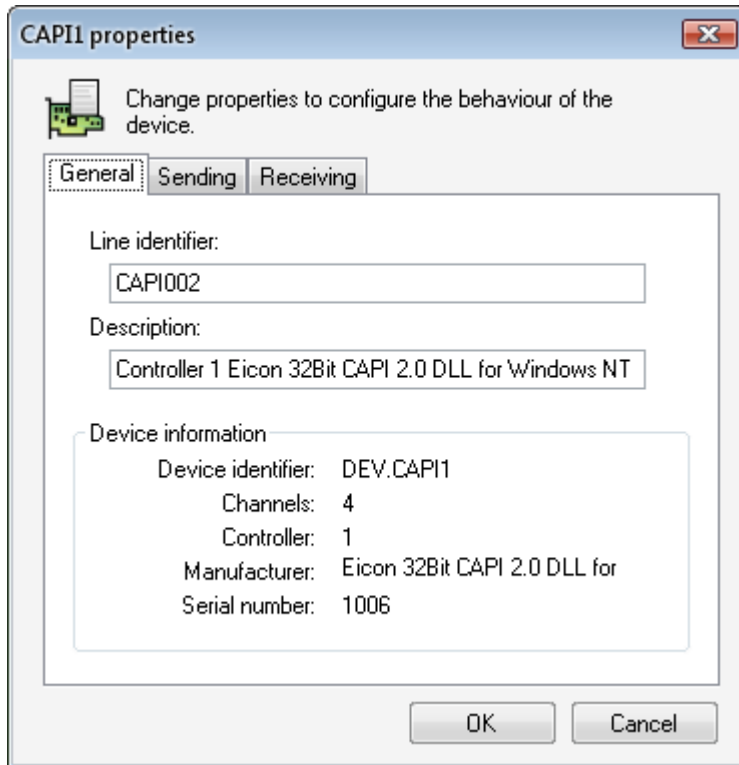 CAPI1 properties
Change properties to configure the behaviour of the
device.
General Sending Receiving
Line identifier:
CAPI002
Description:
Controller 1 Eicon 32Bit CAPI 2.0 DLL for Windows NT
Device information
Device identifier: DEV.CAPI1
Channels: 4
Controller: 1
Manufacturer: Eicon 32Bit CAPI 2.0 DLL for
Serial number: 1006
OK Cancel